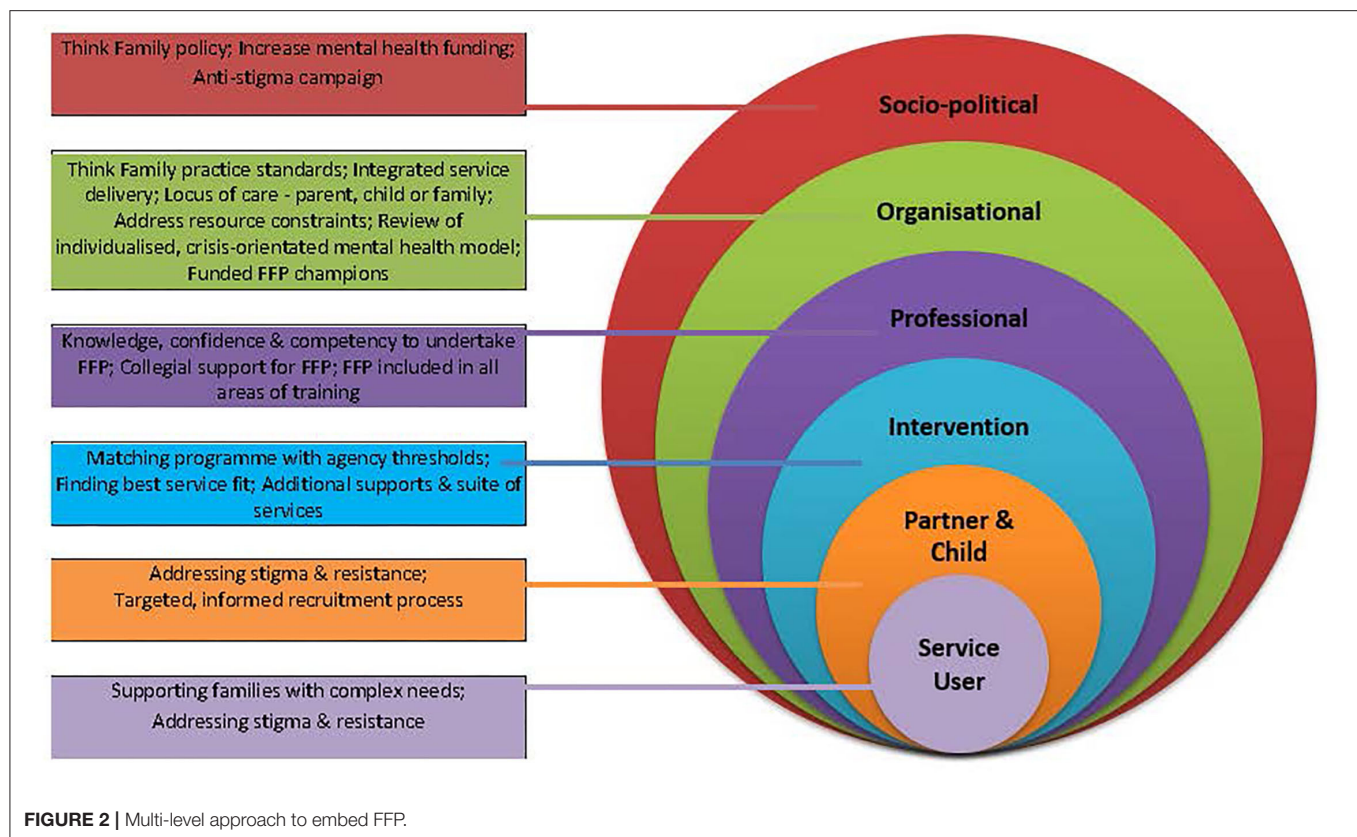 Think Family policy; Increase mental health funding;
Anti-stigma campaign
Think Family practice standards; Integrated service
delivery; Locus of care - parent, child or family;
Address resource constraints; Review of
individualised, crisis-orientated mental health model;
Funded FFP champions
Knowledge, confidence & competency to undertake
FFP; Collegial support for FFP; FFP included in all
areas of training
Matching programme with agency thresholds;
Finding best service fit; Additional supports & suite of
services
Addressing stigma & resistance;
Targeted, informed recruitment process
Supporting families with complex needs;
Addressing stigma & resistance
Socio-political
Organisational
Professional
Intervention
Partner &
Child
Service
User
FIGURE 2 | Multi-level approach to embed FFP.